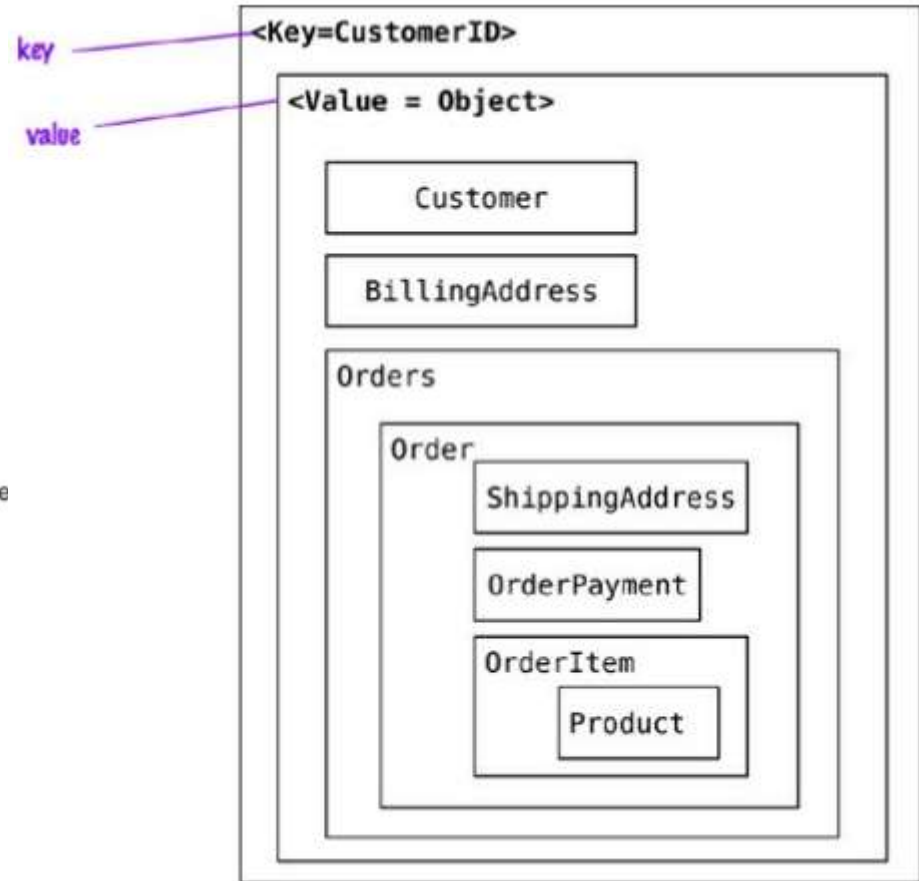 key
<Key=CustomerID>
value
<Value = Object>
Customer
BillingAddress
Orders
Order
ShippingAddress
e
OrderPayment
OrderItem
Product